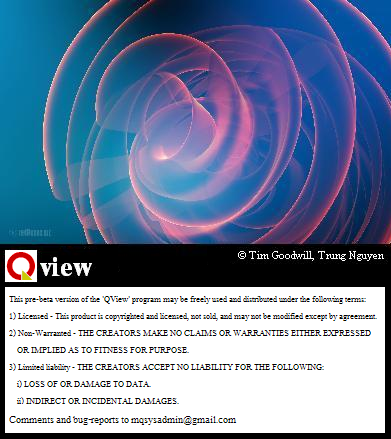 © Tim Goodwill, Trung Nguyen
Qview
This pre-beta version of the 'QView' program may be freely used and distributed under the following terms:
1) Licensed - This product is copyrighted and licensed, not sold, and may not be modified except by agreement.
2) Non-Warranted - THE CREATORS MAKE NO CLAIMS OR WARRANTIES EITHER EXPRESSED
OR IMPLIED AS TO FITNESS FOR PURPOSE.
3) Limited liability - THE CREATORS ACCEPT NO LIABILITY FOR THE FOLLOWING:
i) LOSS OF OR DAMAGE TO DATA.
ii) INDIRECT OR INCIDENTAL DAMAGES.
Comments and bug-reports to mqsysadmin@gmail.com